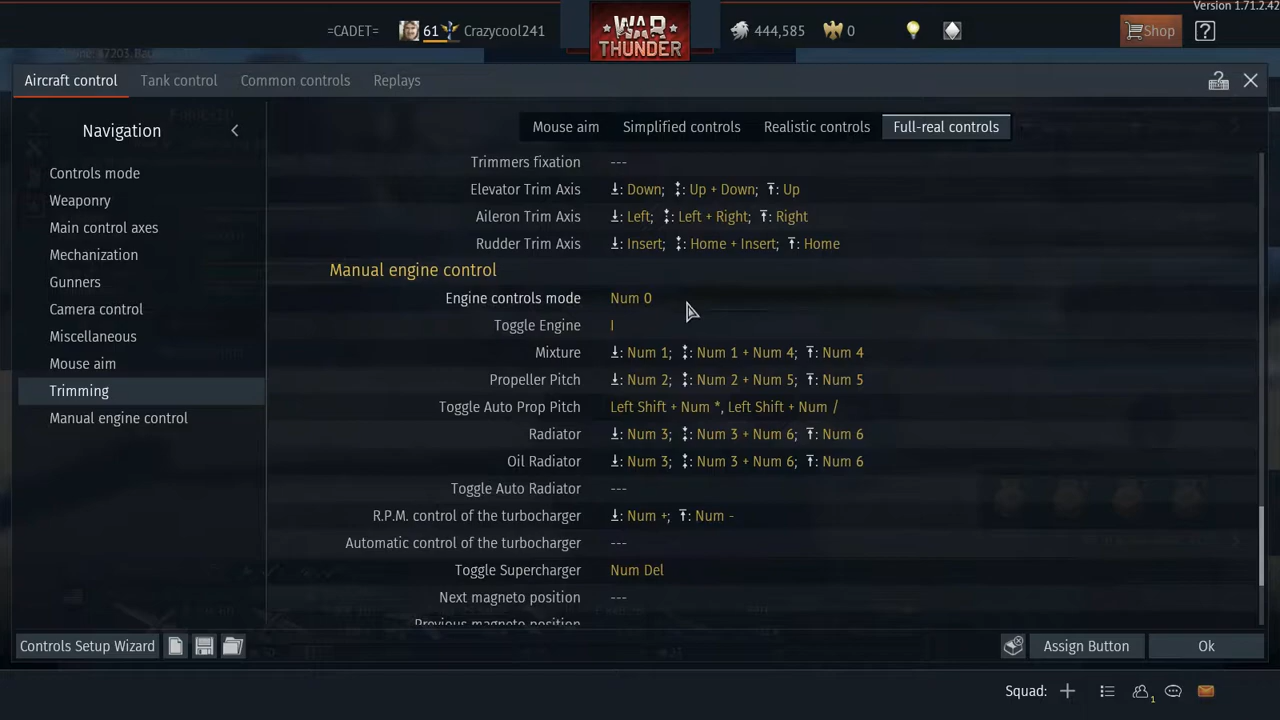 Version 1.71.2.42
=CADET= 61 Crazycool241
WAR THUNDER
444,585 0
Shop ?
Aircraft control Tank control Common controls Replays
Navigation
Mouse aim Simplified controls Realistic controls Full-real controls
Controls mode
Weaponry
Main control axes
Mechanization
Gunners
Camera control
Miscellaneous
Mouse aim
Trimming
Manual engine control
Trimmers fixation ---
Elevator Trim Axis ↓: Down; ↕: Up + Down; ↑: Up
Aileron Trim Axis ↓: Left; ↕: Left + Right; ↑: Right
Rudder Trim Axis ↓: Insert; ↕: Home + Insert; ↑: Home
Manual engine control
Engine controls mode Num 0
Toggle Engine I
Mixture ↓: Num 1; ↕: Num 1 + Num 4; ↑: Num 4
Propeller Pitch ↓: Num 2; ↕: Num 2 + Num 5; ↑: Num 5
Toggle Auto Prop Pitch Left Shift + Num *, Left Shift + Num /
Radiator ↓: Num 3; ↕: Num 3 + Num 6; ↑: Num 6
Oil Radiator ↓: Num 3; ↕: Num 3 + Num 6; ↑: Num 6
Toggle Auto Radiator ---
R.P.M. control of the turbocharger ↓: Num +; ↑: Num -
Automatic control of the turbocharger ---
Toggle Supercharger Num Del
Next magneto position ---
Previous magneto position
Controls Setup Wizard Assign Button Ok
Squad: + 1